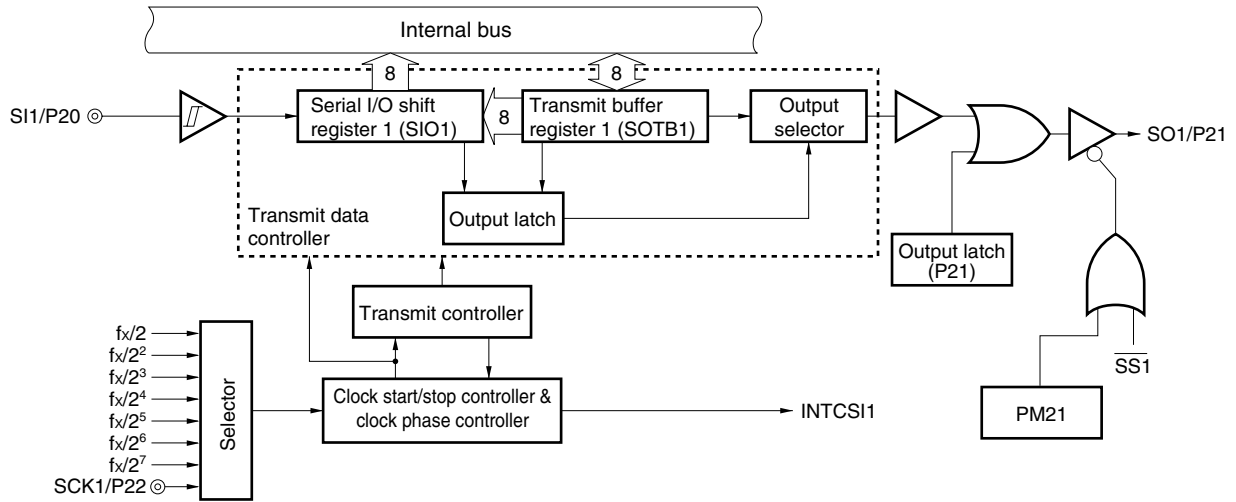 Internal bus
8
8
SI1/P20
Serial I/O shift
register 1 (SIO1)
8
Transmit buffer
register 1 (SOTB1)
Output
selector
SO1/P21
Transmit data
controller
Output latch
Output latch
(P21)
Transmit controller
fx/2
fx/2²
fx/2³
fx/2⁴
fx/2⁵
fx/2⁶
fx/2⁷
SCK1/P22
Selector
Clock start/stop controller &
clock phase controller
INTCSI1
PM21
S̅S̅1̅